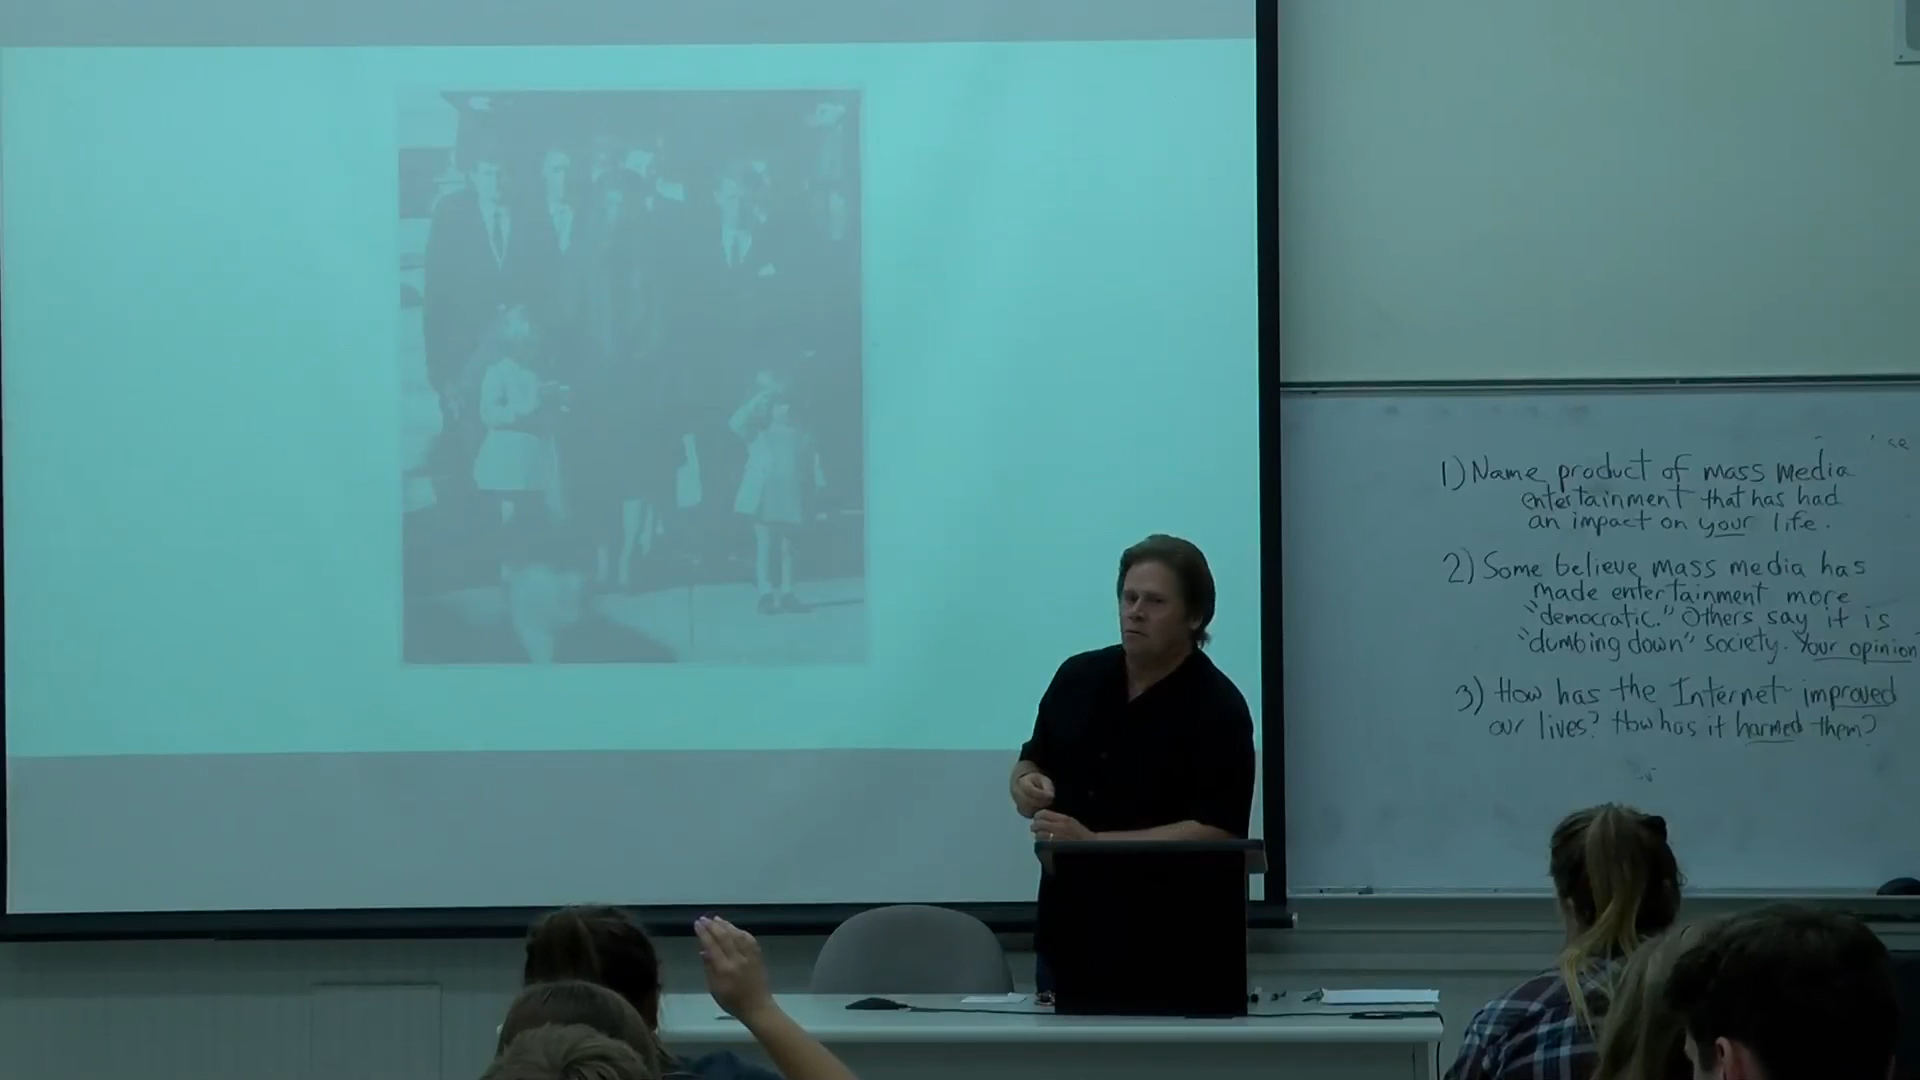 1) Name product of mass media
entertainment that has had
an impact on your life.
2) Some believe mass media has
made entertainment more
"democratic." Others say it is
"dumbing down" society. Your opinion
3) How has the Internet improved
our lives? How has it harmed them?